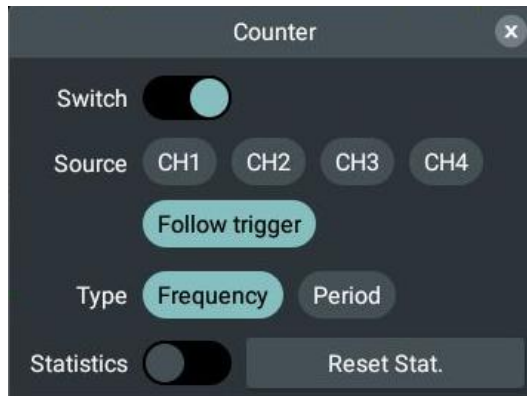 Counter x
Switch
Source CH1 CH2 CH3 CH4
Follow trigger
Type Frequency Period
Statistics Reset Stat.